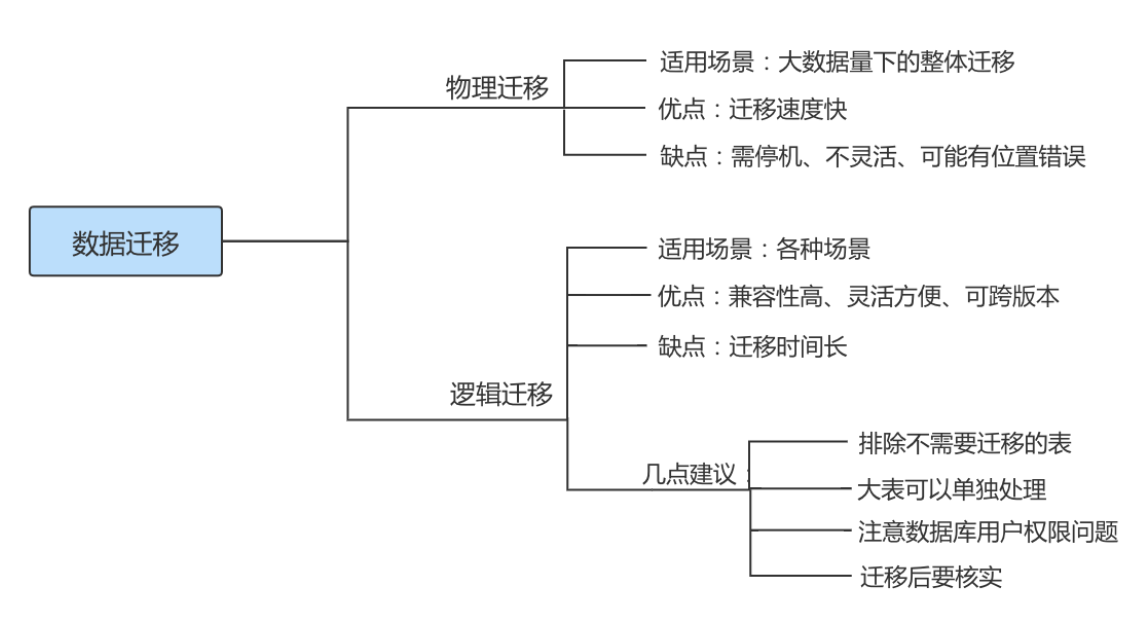 数据迁移
物理迁移
适用场景：大数据量下的整体迁移
优点：迁移速度快
缺点：需停机、不灵活、可能有位置错误
逻辑迁移
适用场景：各种场景
优点：兼容性高、灵活方便、可跨版本
缺点：迁移时间长
几点建议：
排除不需要迁移的表
大表可以单独处理
注意数据库用户权限问题
迁移后要核实